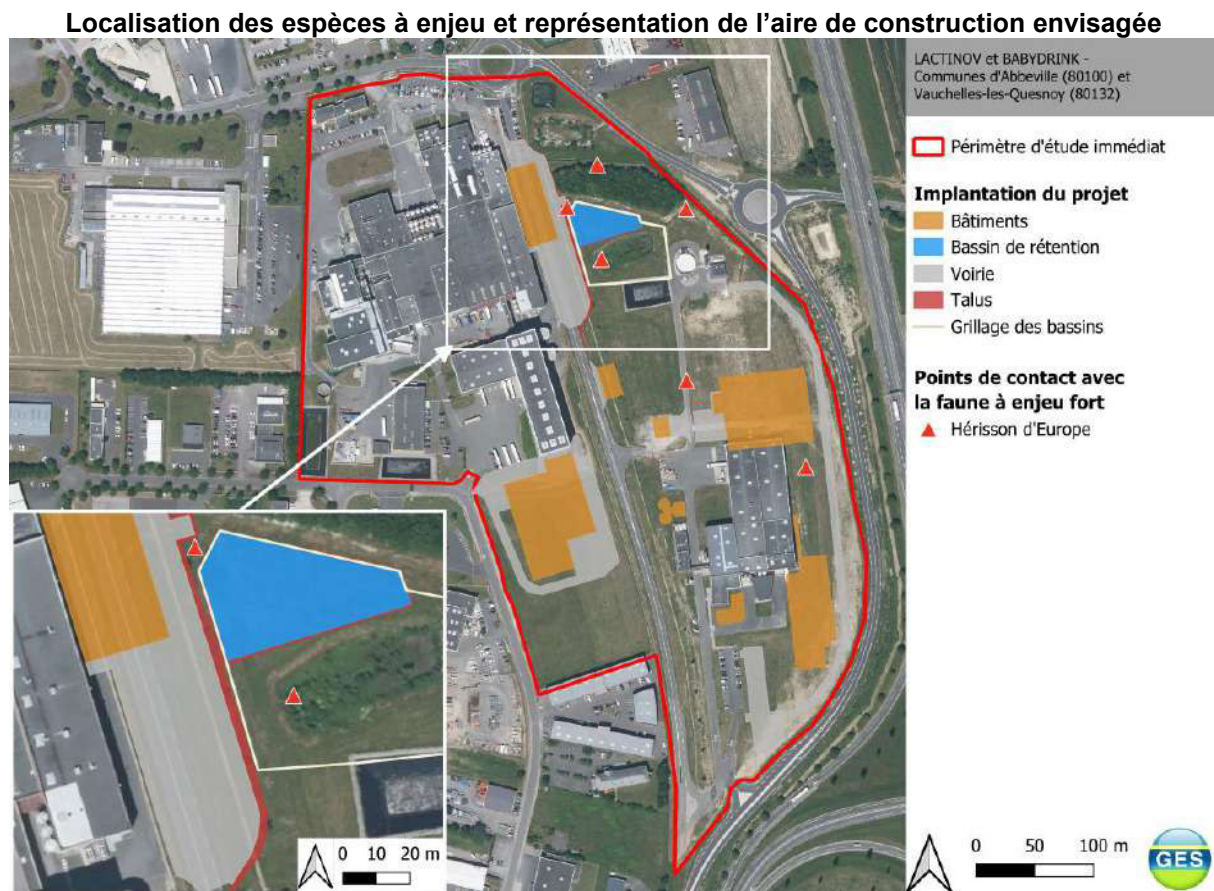 Localisation des espèces à enjeu et représentation de l'aire de construction envisagée
LACTINOV et BABYDRINK -
Communes d'Abbeville (80100) et
Vauchelles-les-Quesnoy (80132)
Périmètre d'étude immédiat
Implantation du projet
Bâtiments
Bassin de rétention
Voirie
Talus
Grillage des bassins
Points de contact avec
la faune à enjeu fort
Hérisson d'Europe
0 10 20 m
0 50 100 m
GES